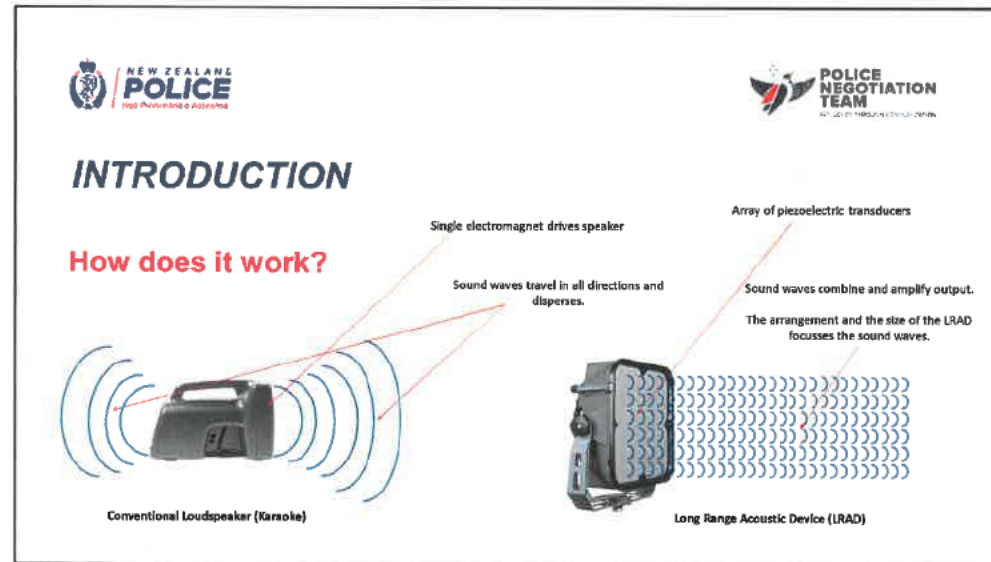 NEW ZEALAND
POLICE
POLICE
NEGOTIATION
TEAM
INTRODUCTION
How does it work?
Single electromagnet drives speaker
Sound waves travel in all directions and
disperses.
Array of piezoelectric transducers
Sound waves combine and amplify output.
The arrangement and the size of the LRAD
focusses the sound waves.
Conventional Loudspeaker (Karaoke)
Long Range Acoustic Device (LRAD)